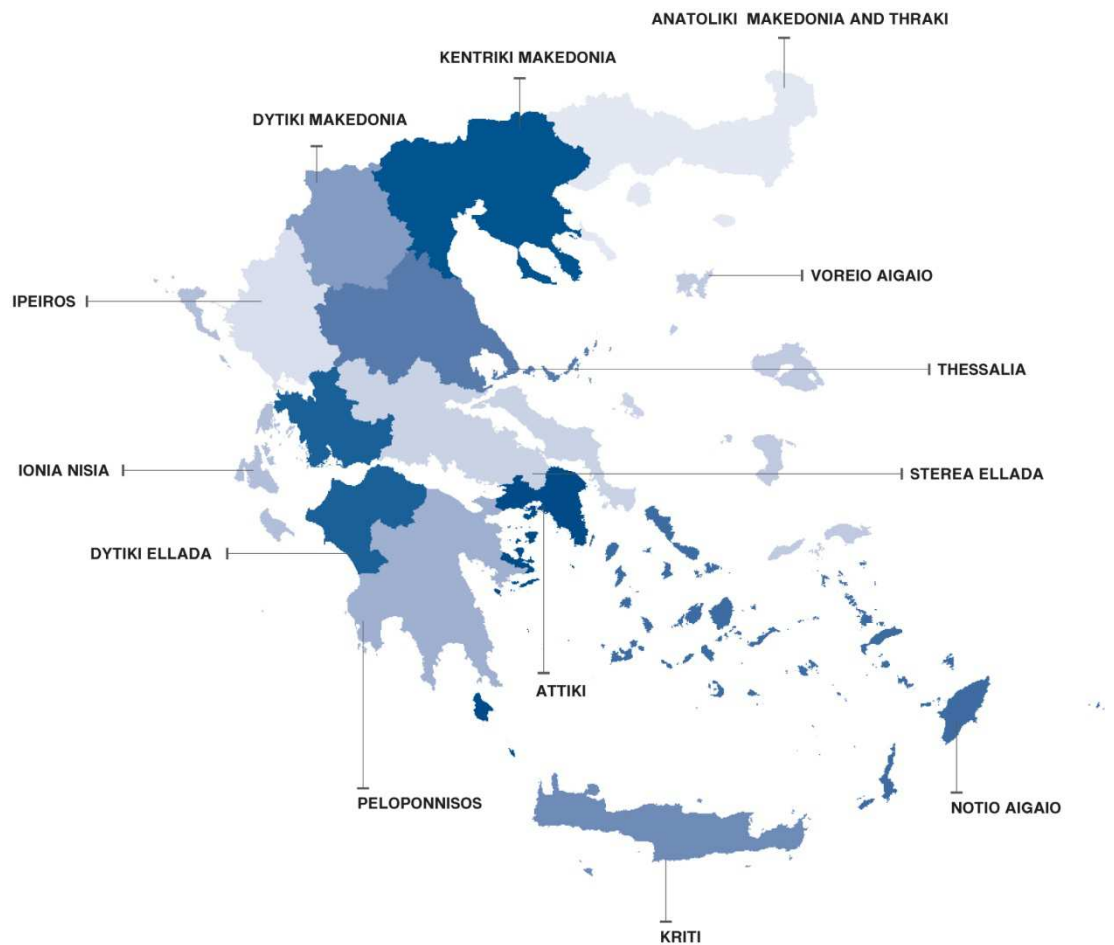 ANATOLIKI MAKEDONIA AND THRAKI
KENTRIKI MAKEDONIA
DYTIKI MAKEDONIA
VOREIO AIGAIO
IPEIROS
THESSALIA
IONIA NISIA
STEREA ELLADA
DYTIKI ELLADA
ATTIKI
PELOPONNISOS
NOTIO AIGAIO
KRITI